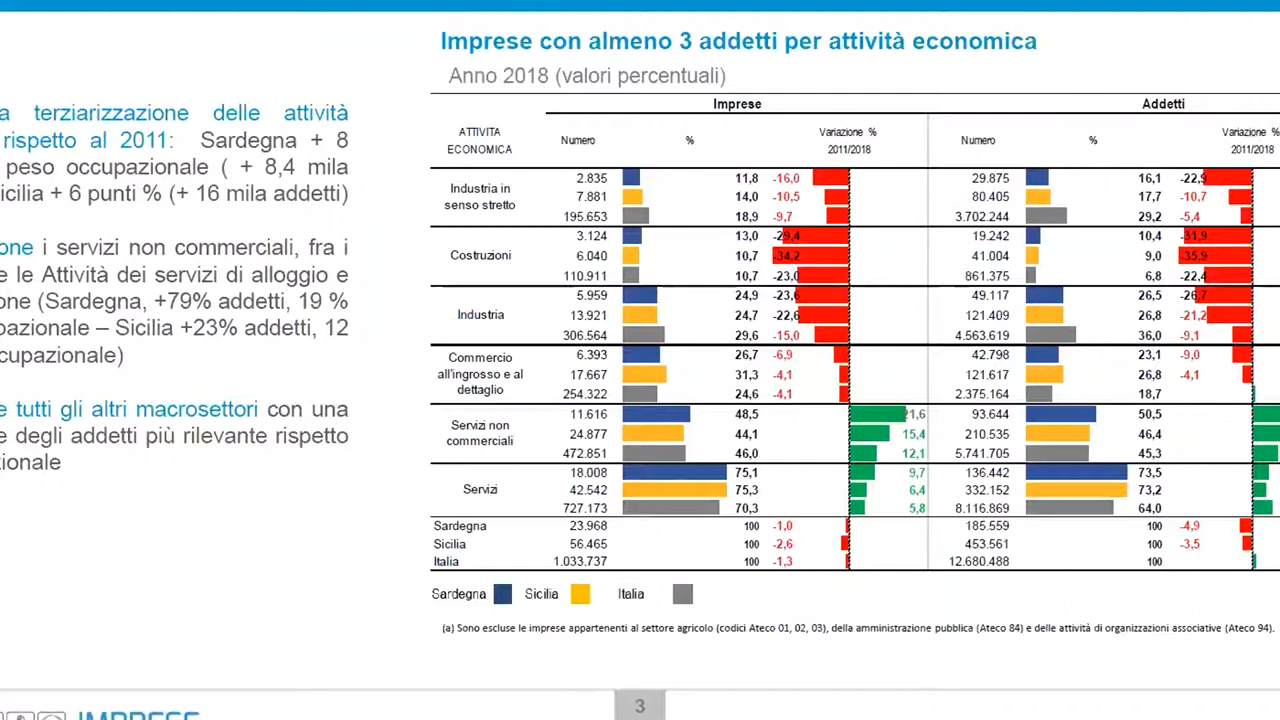 Imprese con almeno 3 addetti per attività economica
Anno 2018 (valori percentuali)
a terziarizzazione delle attività
rispetto al 2011: Sardegna + 8
peso occupazionale ( + 8,4 mila
icilia + 6 punti % (+ 16 mila addetti)
one i servizi non commerciali, fra i
e le Attività dei servizi di alloggio e
one (Sardegna, +79% addetti, 19 %
pazionale – Sicilia +23% addetti, 12
ccupazionale)
e tutti gli altri macrosettori con una
e degli addetti più rilevante rispetto
zionale
Imprese Addetti
ATTIVITA ECONOMICA Numero % Variazione % 2011/2018 Numero % Variazione % 2011/2018
Industria in senso stretto
2.835 11,8 -16,0 29.875 16,1 -22,9
7.881 14,0 -10,5 80.405 17,7 -10,7
195.653 18,9 -9,7 3.702.244 29,2 -5,4
Costruzioni
3.124 13,0 -29,4 19.242 10,4 -31,9
6.040 10,7 -34,2 41.004 9,0 -35,9
110.911 10,7 -23,0 861.375 6,8 -22,4
Industria
5.959 24,9 -23,6 49.117 26,5 -26,7
13.921 24,7 -22,6 121.409 26,8 -21,2
306.564 29,6 -15,0 4.563.619 36,0 -9,1
Commercio all'ingrosso e al dettaglio
6.393 26,7 -6,9 42.798 23,1 -9,0
17.667 31,3 -4,1 121.617 26,8 -4,1
254.322 24,6 -4,1 2.375.164 18,7
Servizi non commerciali
11.616 48,5 21,6 93.644 50,5
24.877 44,1 15,4 210.535 46,4
472.851 46,0 12,1 5.741.705 45,3
Servizi
18.008 75,1 9,7 136.442 73,5
42.542 75,3 6,4 332.152 73,2
727.173 70,3 5,8 8.116.869 64,0
Sardegna 23.968 100 -1,0 185.559 100 -4,9
Sicilia 56.465 100 -2,6 453.561 100 -3,5
Italia 1.033.737 100 -1,3 12.680.488 100
Sardegna Sicilia Italia
(a) Sono escluse le imprese appartenenti al settore agricolo (codici Ateco 01, 02, 03), della amministrazione pubblica (Ateco 84) e delle attività di organizzazioni associative (Ateco 94).
3
IMPRESE